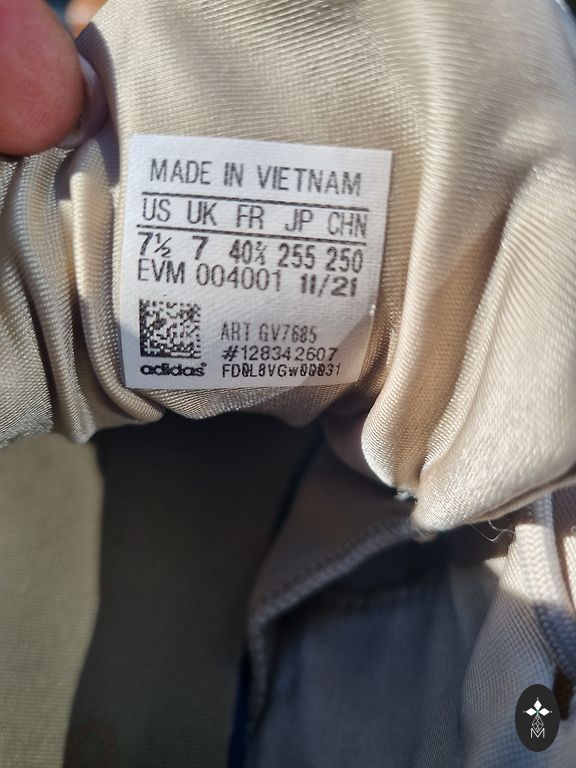 MADE IN VIETNAM
US UK FR JP CHN
7½ 7 40⅔ 255 250
EVM 004001 11/21
ART GV7685
#128342607
adidas
M